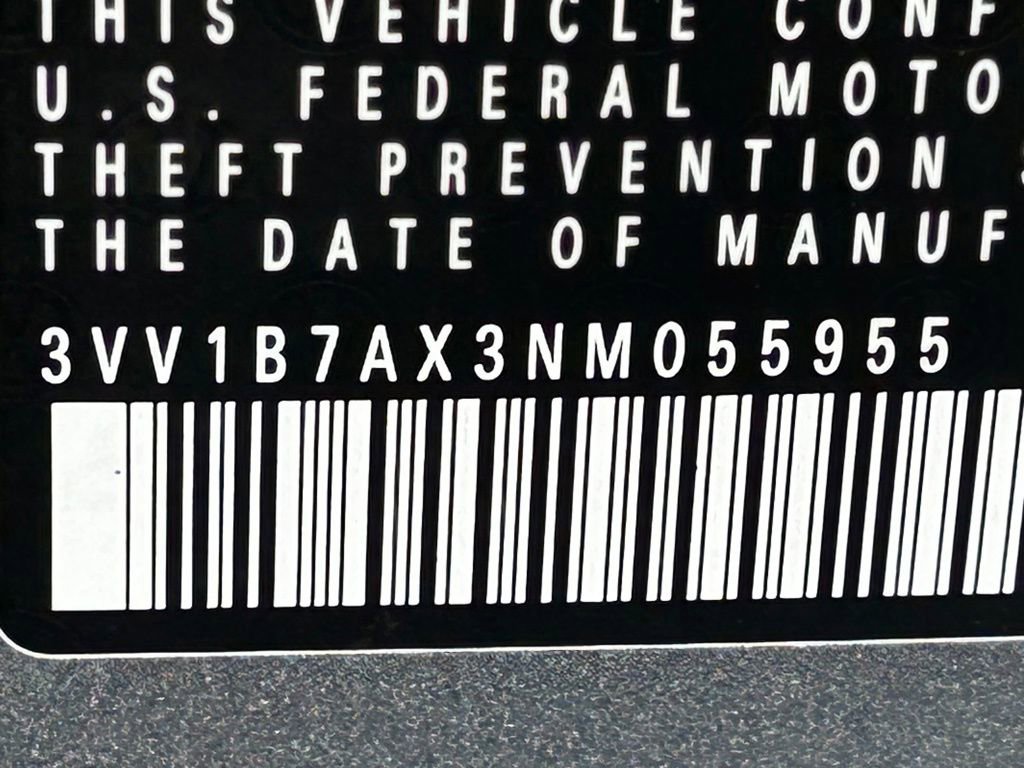 THIS VEHICLE CONF
U.S. FEDERAL MOTO
THEFT PREVENTION
THE DATE OF MANUF
3VV1B7AX3NM055955